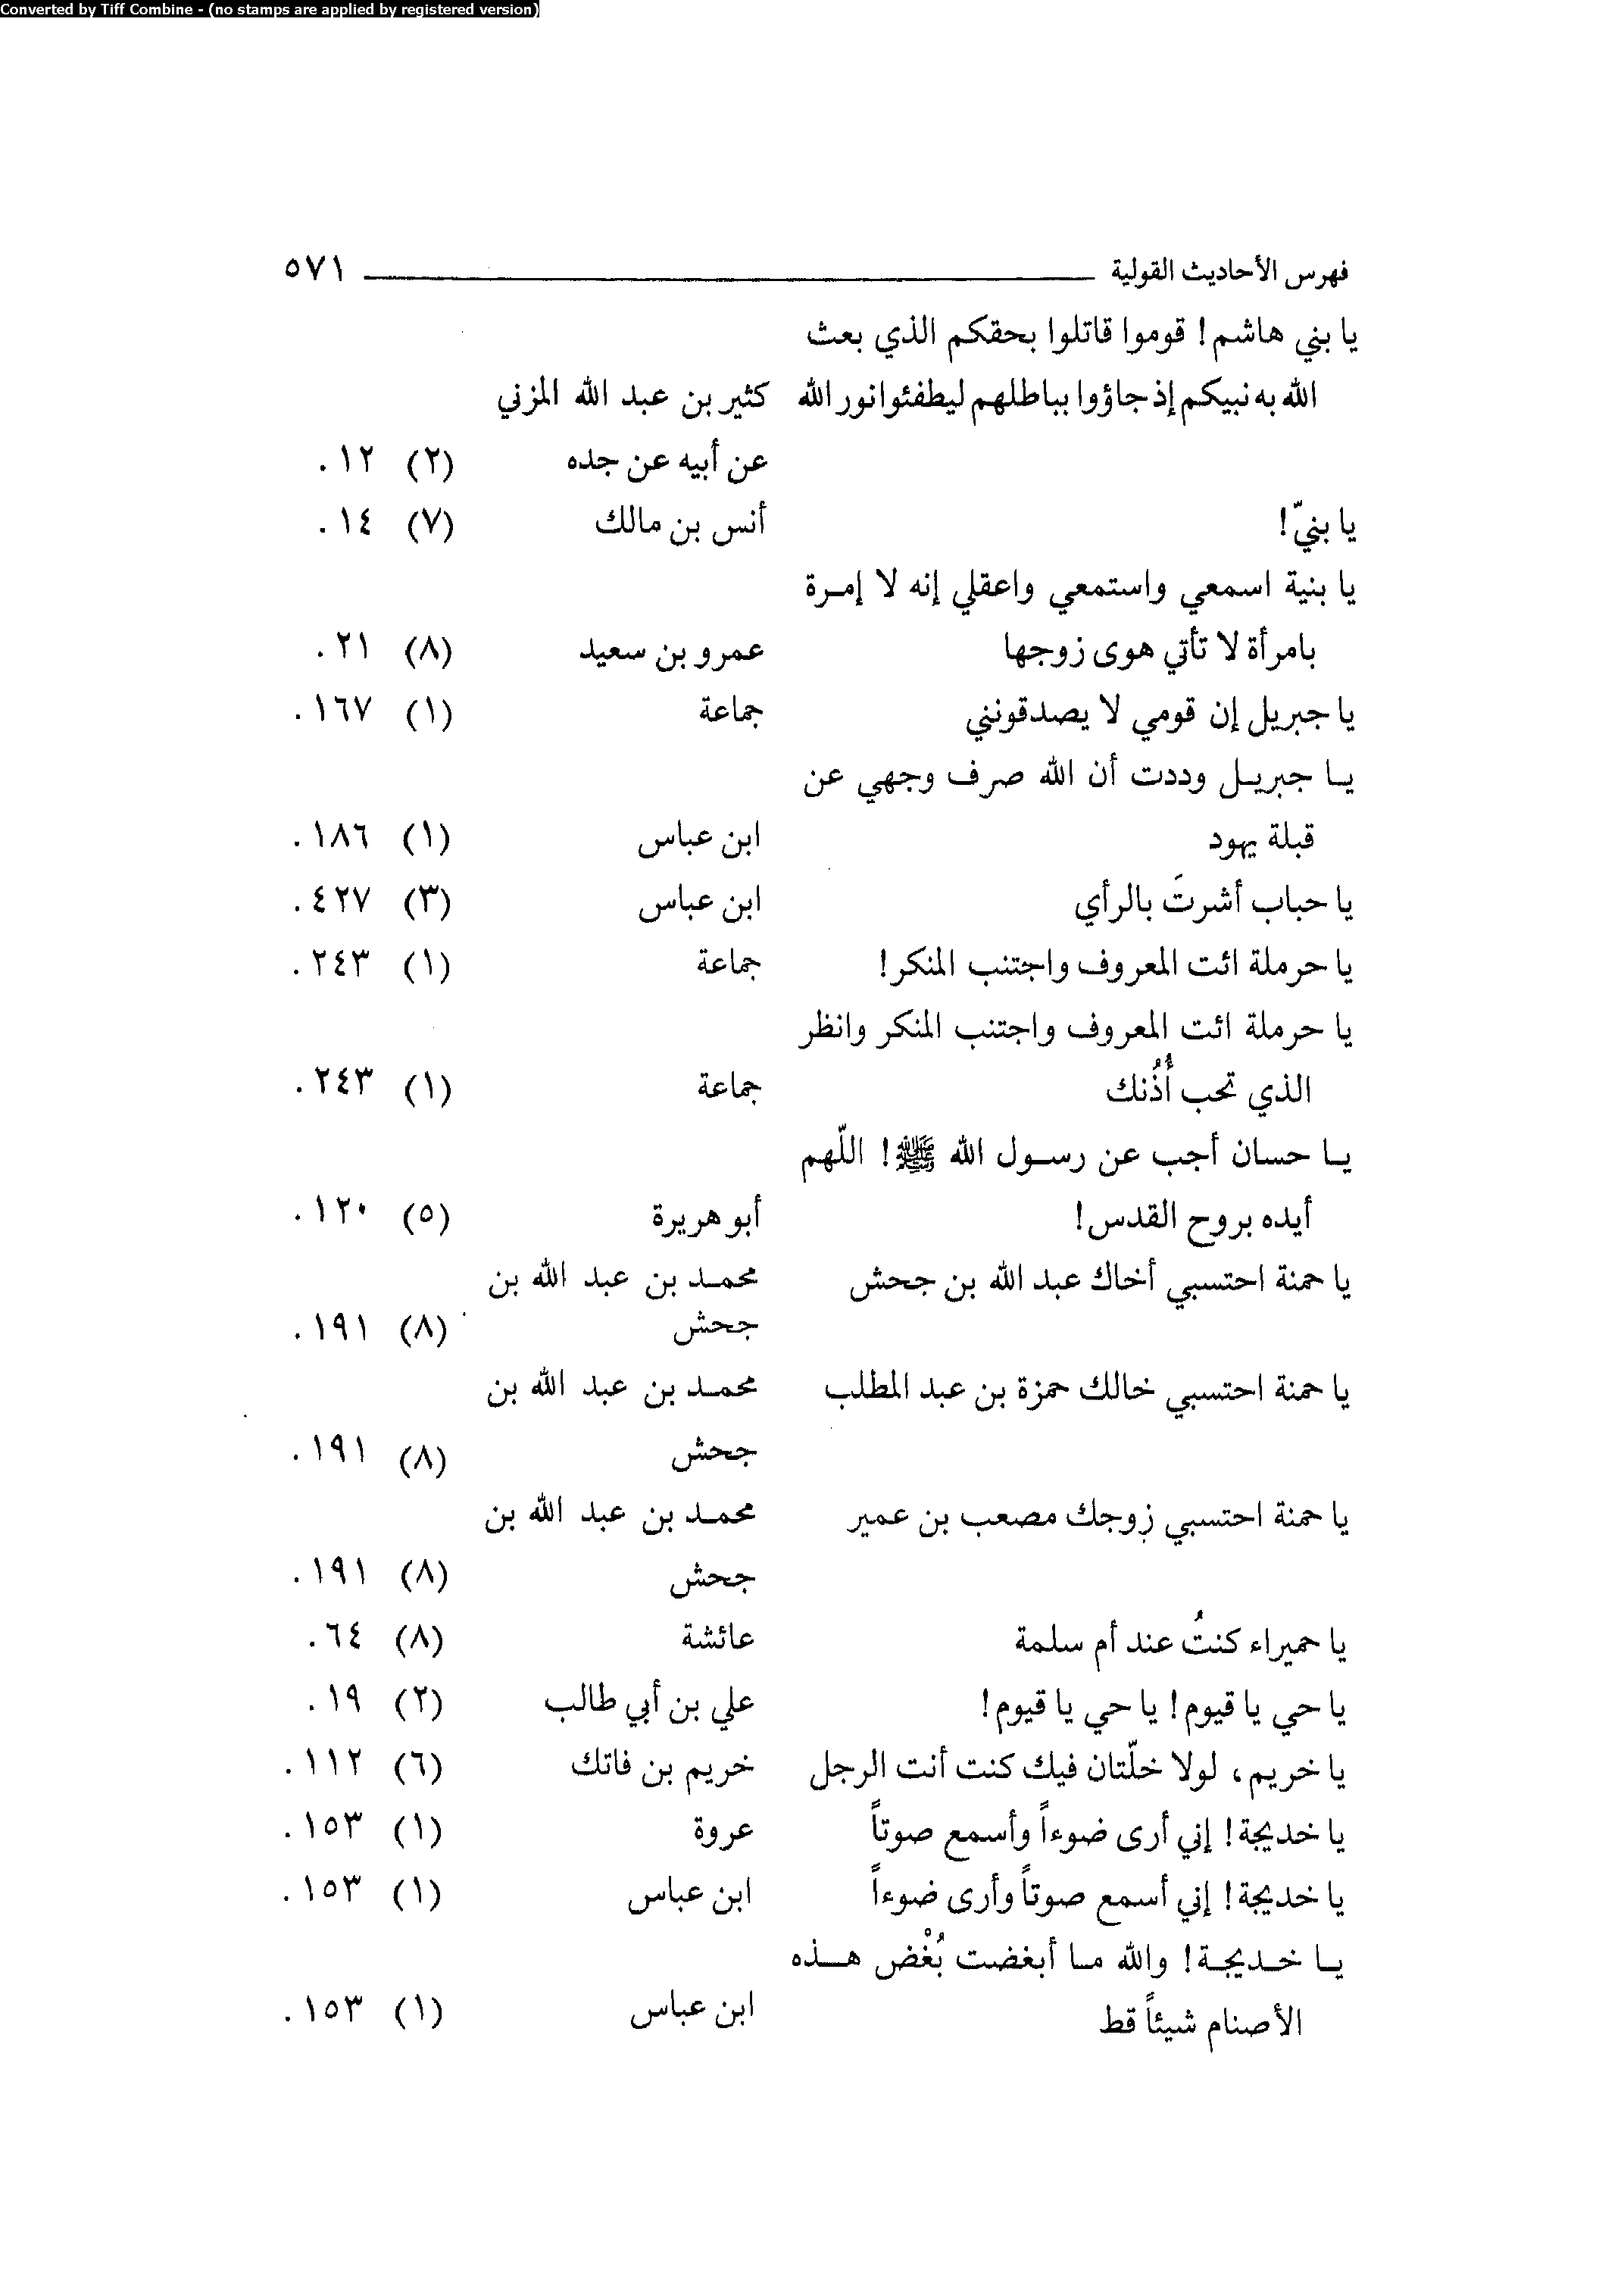 Converted by Tiff Combine - (no stamps are applied by registered version)
فهرس الأحاديث القولية ٥٧١
يا بني هاشم! قوموا قاتلوا بحقكم الذي بعث
الله به نبيكم إذ جاؤوا بباطلهم ليطفئوا نور الله كثير بن عبد الله المزني
عن أبيه عن جده (٢) ١٢.
يا بنيّ! أنس بن مالك (٧) ١٤.
يا بنية اسمعي واستمعي واعقلي إنه لا إمرة
بامرأة لا تأتي هوى زوجها عمرو بن سعيد (٨) ٢١.
يا جبريل إن قومي لا يصدقونني جماعة (١) ١٦٧.
يا جبريل وددت أن الله صرف وجهي عن
قبلة يهود ابن عباس (١) ١٨٦.
يا حباب أشرتَ بالرأي ابن عباس (٣) ٤٢٧.
يا حرملة ائت المعروف واجتنب المنكر! جماعة (١) ٢٤٣.
يا حرملة ائت المعروف واجتنب المنكر وانظر
الذي تحب أُذُنك جماعة (١) ٢٤٣.
يا حسان أجب عن رسول الله ﷺ! اللّهم
أيده بروح القدس! أبو هريرة (٥) ١٢٠.
يا حمنة احتسبي أخاك عبد الله بن جحش محمد بن عبد الله بن
جحش (٨) ١٩١.
يا حمنة احتسبي خالك حمزة بن عبد المطلب محمد بن عبد الله بن
جحش (٨) ١٩١.
يا حمنة احتسبي زوجك مصعب بن عمير محمد بن عبد الله بن
جحش (٨) ١٩١.
يا حميراء كنتُ عند أم سلمة عائشة (٨) ٦٤.
يا حي يا قيوم! يا حي يا قيوم! علي بن أبي طالب (٢) ١٩.
يا خريم، لولا خلّتان فيك كنت أنت الرجل خريم بن فاتك (٦) ١١٢.
يا خديجة! إني أرى ضوءاً وأسمع صوتاً عروة (١) ١٥٣.
يا خديجة! إني أسمع صوتاً وأرى ضوءاً ابن عباس (١) ١٥٣.
يا خديجة! والله ما أبغضت بُغْض هذه
الأصنام شيئاً قط ابن عباس (١) ١٥٣.